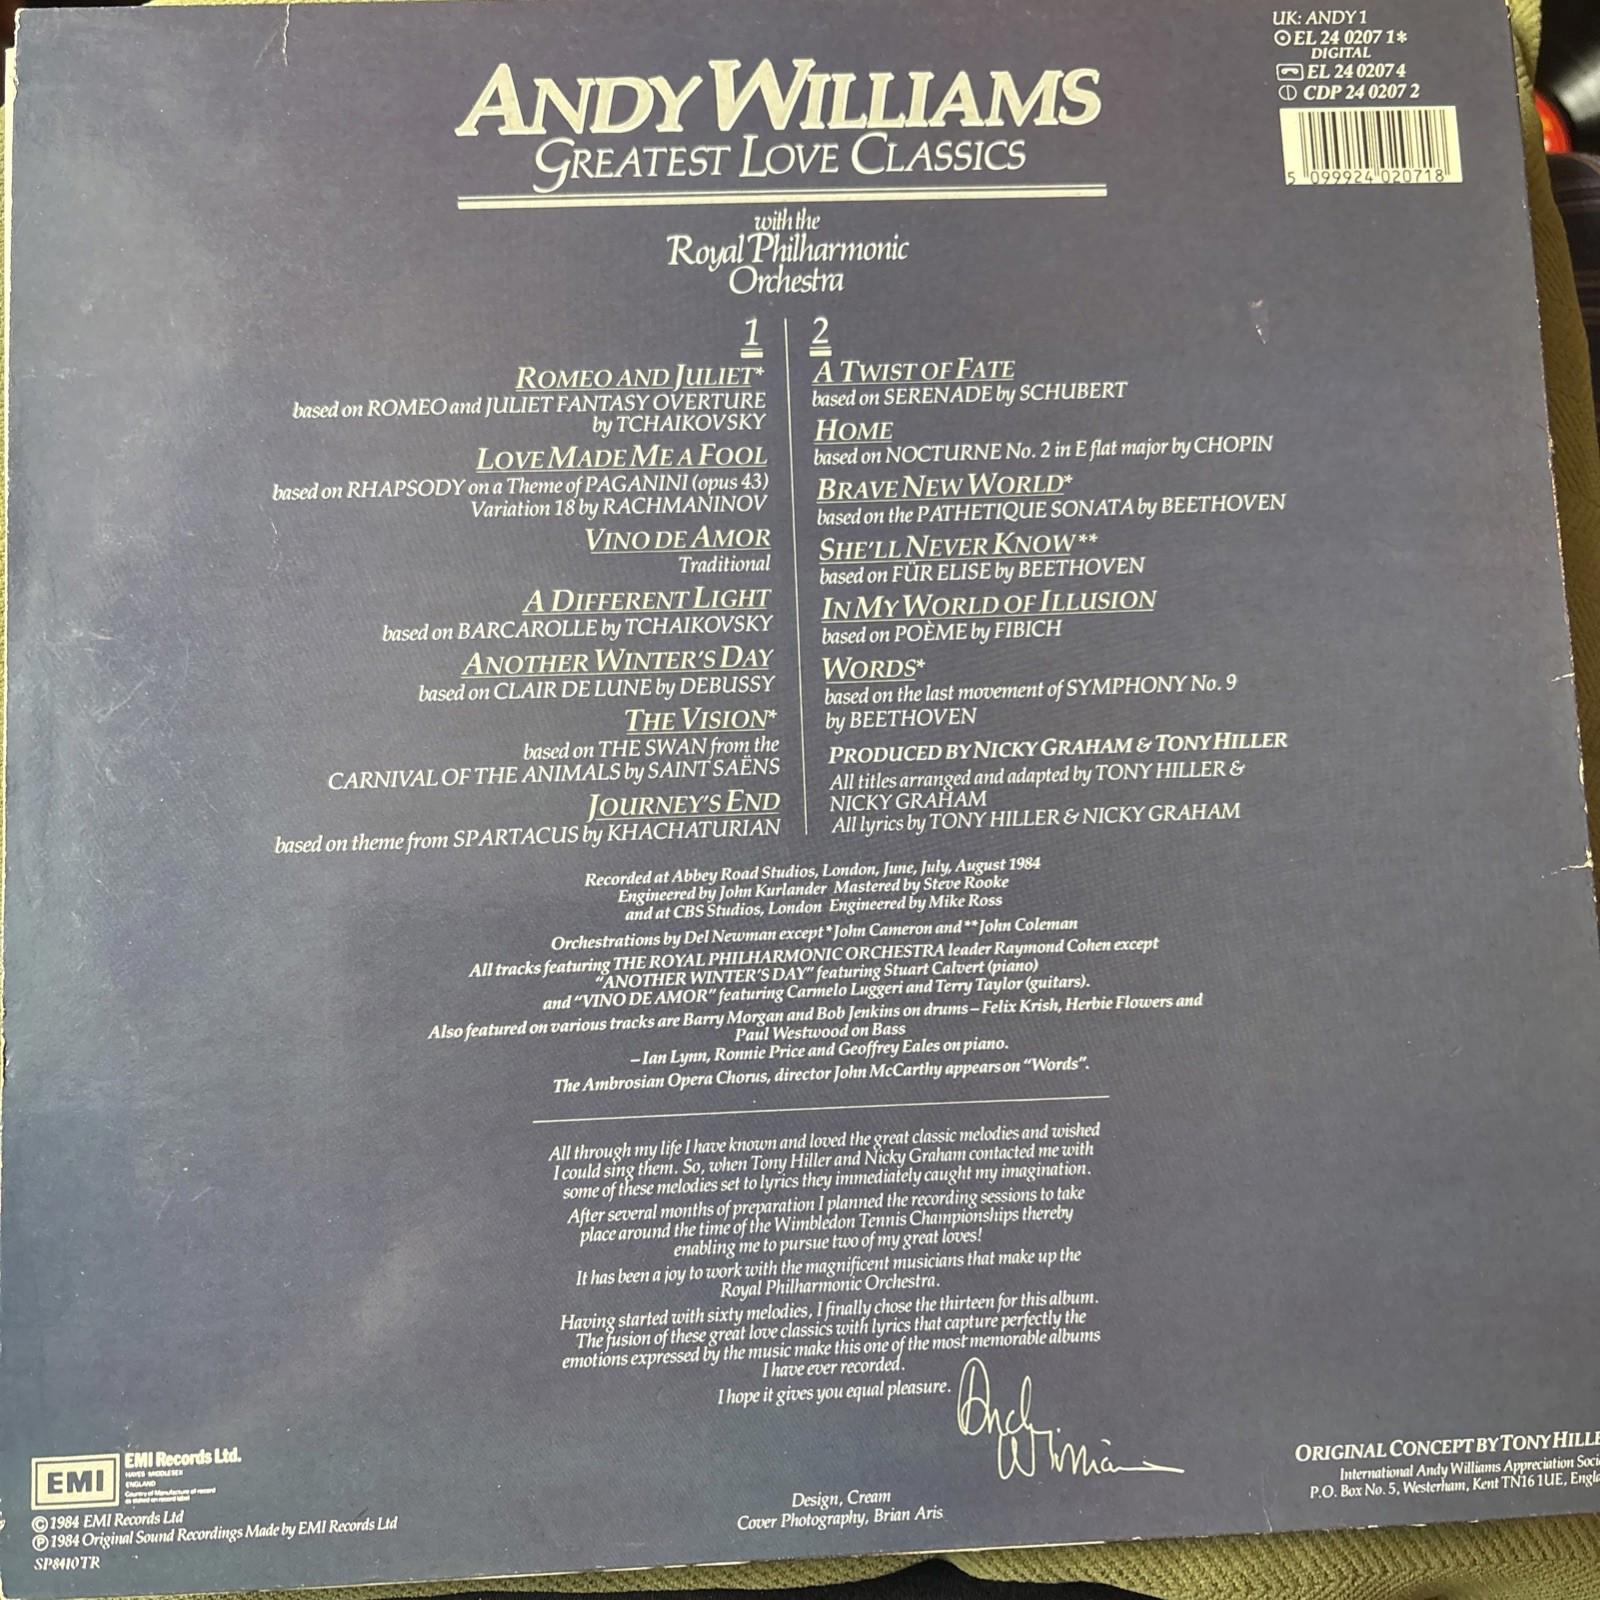 UK: ANDY 1
EL 24 0207 1*
DIGITAL
EL 24 0207 4
CDP 24 0207 2
5 099924 020718
ANDY WILLIAMS
GREATEST LOVE CLASSICS
with the
Royal Philharmonic
Orchestra
1
ROMEO AND JULIET*
based on ROMEO and JULIET FANTASY OVERTURE
by TCHAIKOVSKY
LOVE MADE ME A FOOL
based on RHAPSODY on a Theme of PAGANINI (opus 43)
Variation 18 by RACHMANINOV
VINO DE AMOR
Traditional
A DIFFERENT LIGHT
based on BARCAROLLE by TCHAIKOVSKY
ANOTHER WINTER'S DAY
based on CLAIR DE LUNE by DEBUSSY
THE VISION*
based on THE SWAN from the
CARNIVAL OF THE ANIMALS by SAINT SAËNS
JOURNEY'S END
based on theme from SPARTACUS by KHACHATURIAN
2
A TWIST OF FATE
based on SERENADE by SCHUBERT
HOME
based on NOCTURNE No. 2 in E flat major by CHOPIN
BRAVE NEW WORLD*
based on the PATHETIQUE SONATA by BEETHOVEN
SHE'LL NEVER KNOW**
based on FÜR ELISE by BEETHOVEN
IN MY WORLD OF ILLUSION
based on POÈME by FIBICH
WORDS*
based on the last movement of SYMPHONY No. 9
by BEETHOVEN
PRODUCED BY NICKY GRAHAM & TONY HILLER
All titles arranged and adapted by TONY HILLER &
NICKY GRAHAM
All lyrics by TONY HILLER & NICKY GRAHAM
Recorded at Abbey Road Studios, London, June, July, August 1984
Engineered by John Kurlander Mastered by Steve Rooke
and at CBS Studios, London Engineered by Mike Ross
Orchestrations by Del Newman except *John Cameron and **John Coleman
All tracks featuring THE ROYAL PHILHARMONIC ORCHESTRA leader Raymond Cohen except
"ANOTHER WINTER'S DAY" featuring Stuart Calvert (piano)
and "VINO DE AMOR" featuring Carmelo Luggeri and Terry Taylor (guitars).
Also featured on various tracks are Barry Morgan and Bob Jenkins on drums – Felix Krish, Herbie Flowers and
Paul Westwood on Bass
– Ian Lynn, Ronnie Price and Geoffrey Eales on piano.
The Ambrosian Opera Chorus, director John McCarthy appears on "Words".
All through my life I have known and loved the great classic melodies and wished
I could sing them. So, when Tony Hiller and Nicky Graham contacted me with
some of these melodies set to lyrics they immediately caught my imagination.
After several months of preparation I planned the recording sessions to take
place around the time of the Wimbledon Tennis Championships thereby
enabling me to pursue two of my great loves!
It has been a joy to work with the magnificent musicians that make up the
Royal Philharmonic Orchestra.
Having started with sixty melodies, I finally chose the thirteen for this album.
The fusion of these great love classics with lyrics that capture perfectly the
emotions expressed by the music make this one of the most memorable albums
I have ever recorded.
I hope it gives you equal pleasure.
Andy
Williams
EMI
EMI Records Ltd.
HAYES MIDDLESEX
ENGLAND
Country of Manufacture of record
as stated on record label
© 1984 EMI Records Ltd
℗ 1984 Original Sound Recordings Made by EMI Records Ltd
SP8410TR
Design, Cream
Cover Photography, Brian Aris
ORIGINAL CONCEPT BY TONY HILLE
International Andy Williams Appreciation Soci
P.O. Box No. 5, Westerham, Kent TN16 1UE, Engla